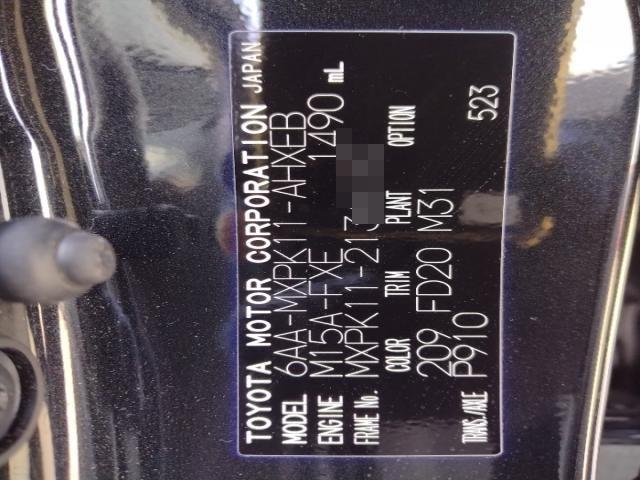 TOYOTA MOTOR CORPORATION JAPAN
MODEL 6AA-MXPK11-AHXEB
ENGINE M15A-FXE 1490 mL
FRAME No. MXPK11-213
COLOR TRIM PLANT OPTION
209 FD20 M31
TRANS./AXLE P910 523